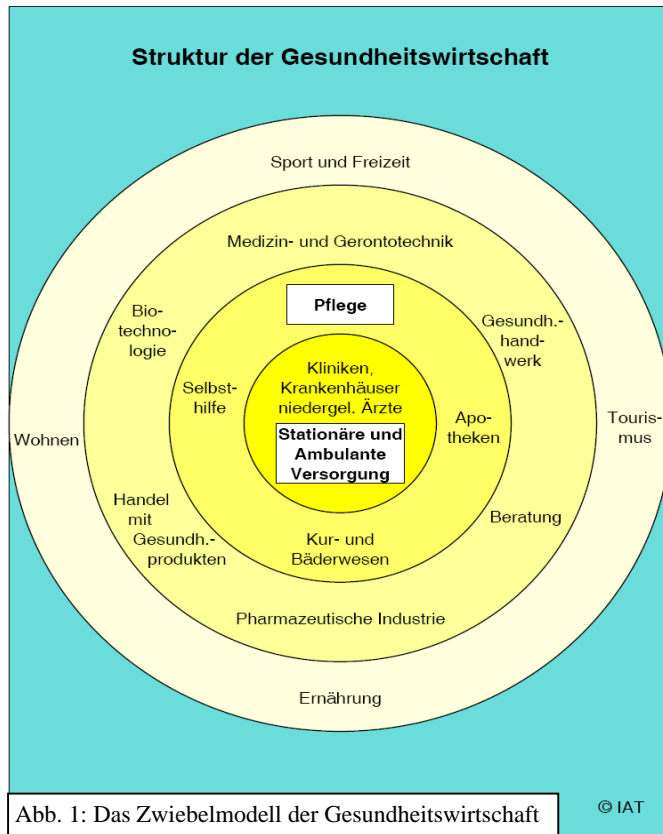 Struktur der Gesundheitswirtschaft
Sport und Freizeit
Medizin- und Gerontotechnik
Bio-
technolo-
logie
Pflege
Gesundh.-
hand-
werk
Selbst-
hilfe
Kliniken,
Krankenhäuser
niedergel. Ärzte
Stationäre und
Ambulante
Versorgung
Apo-
theken
Wohnen
Touris-
mus
Handel
mit
Gesundh.-
produkten
Kur- und
Bäderwesen
Beratung
Pharmazeutische Industrie
Ernährung
Abb. 1: Das Zwiebelmodell der Gesundheitswirtschaft
© IAT